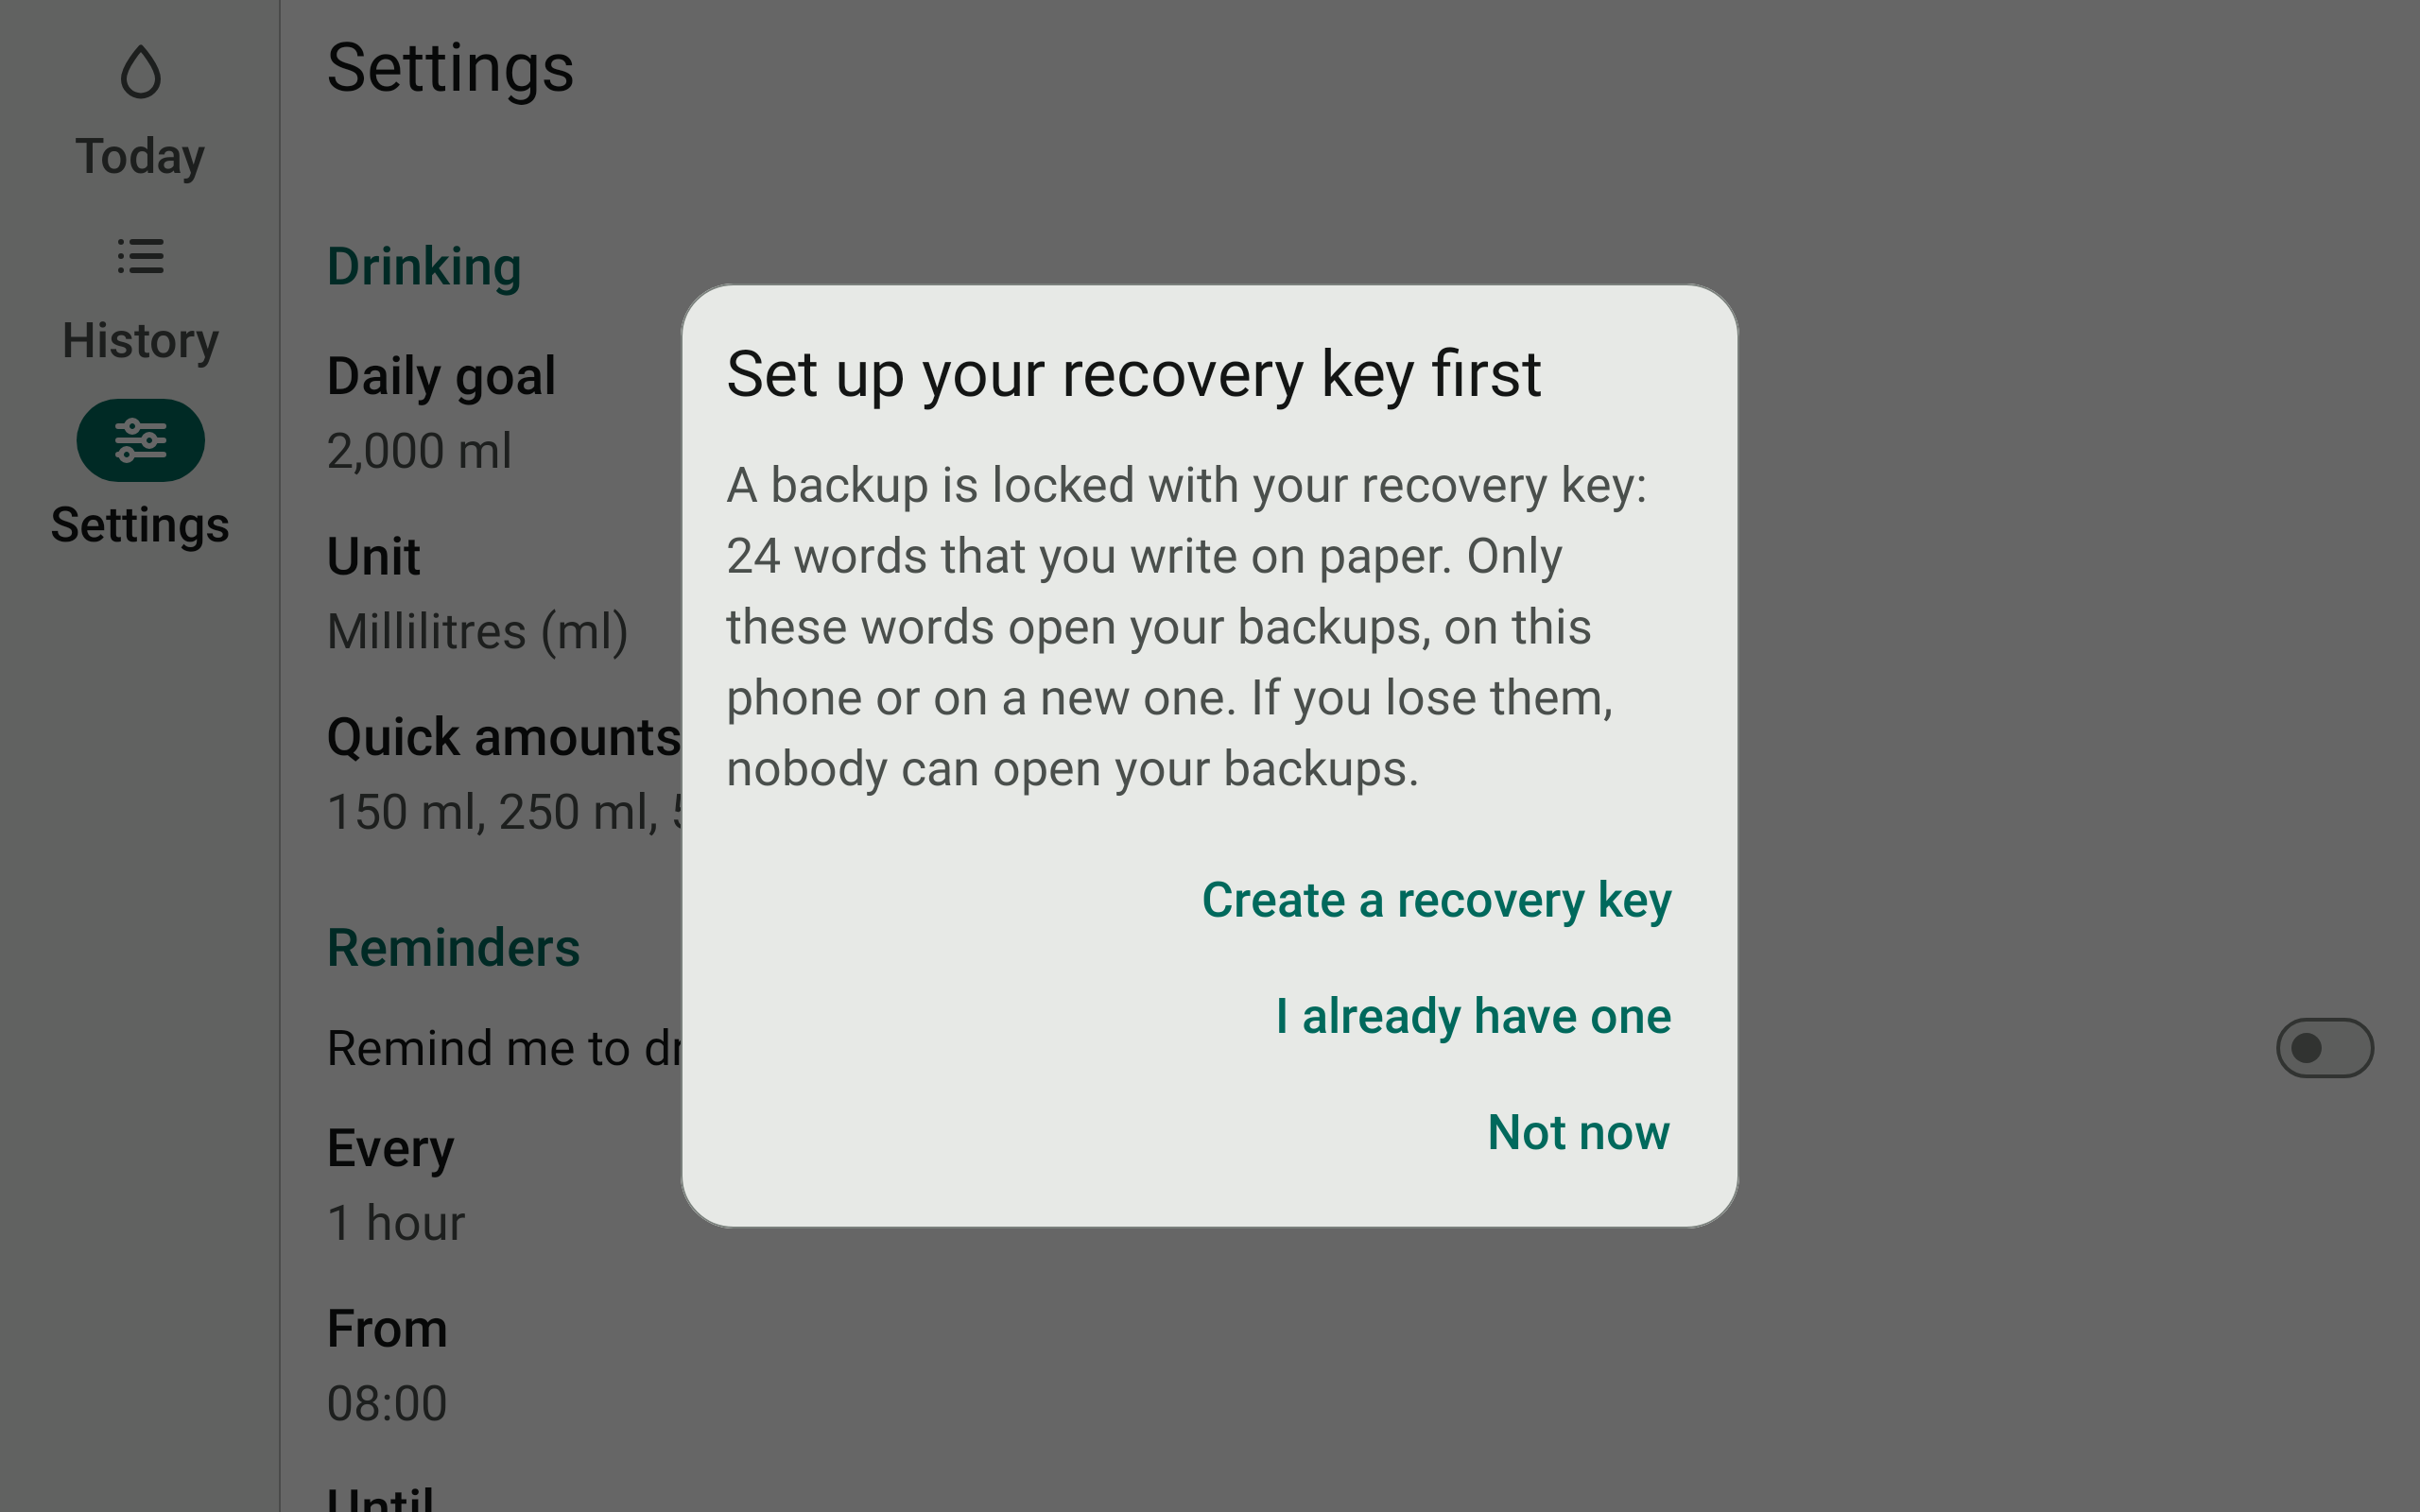 Today
History
Settings
Settings
Drinking
Daily goal
2,000 ml
Unit
Millilitres (ml)
Quick amounts
150 ml, 250 ml,
Reminders
Remind me to
Every
1 hour
From
08:00
Until
Set up your recovery key first
A backup is locked with your recovery key:
24 words that you write on paper. Only
these words open your backups, on this
phone or on a new one. If you lose them,
nobody can open your backups.
Create a recovery key
I already have one
Not now